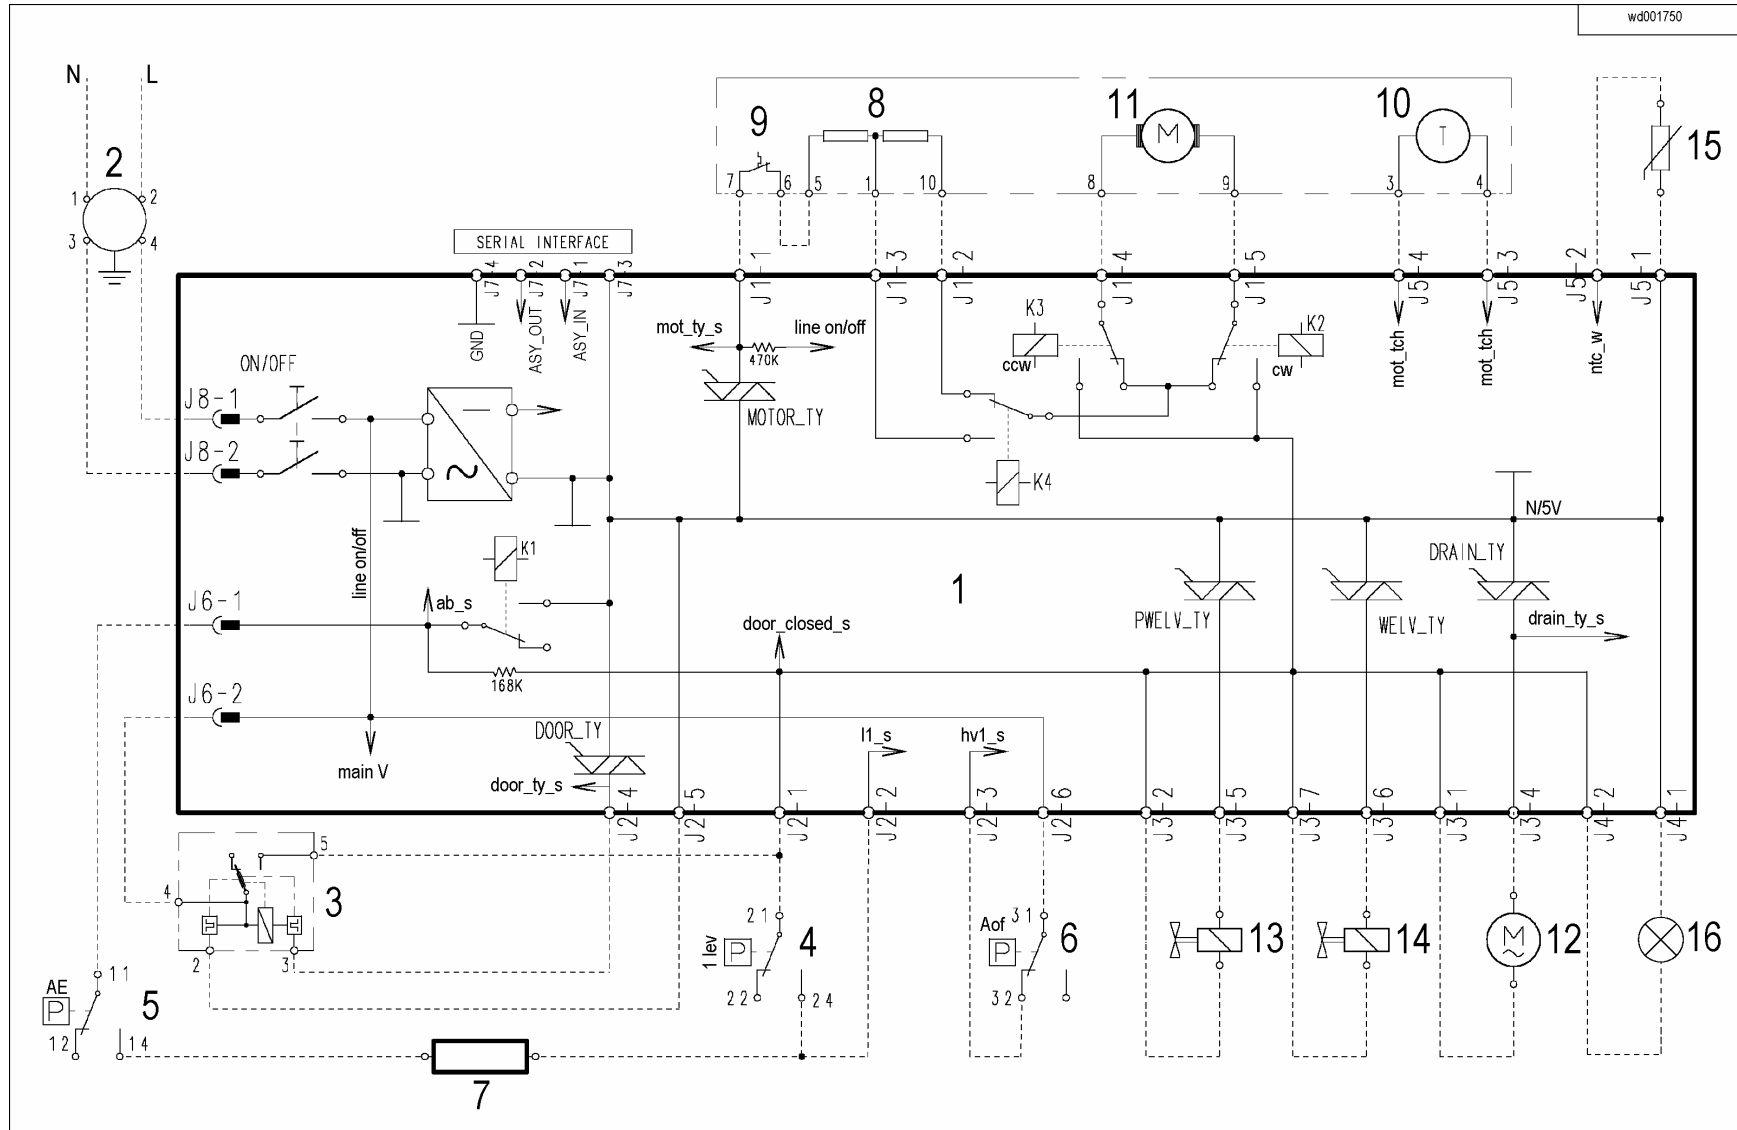 wd001750
N L
2
1 2
3 4
9
8
11
M
10
T
15
7 6 5 1 10 8 9 3 4
SERIAL INTERFACE
J7-4 J7-2 J7-1 J7-3 J1-1 J1-3 J1-2 J1-4 J1-5 J5-4 J5-3 J5-2 J5-1
GND ASY_OUT ASY_IN
mot_ty_s
line on/off
470K
MOTOR_TY
K3
ccw
K2
cw
mot_tch mot_tch ntc_w
K4
ON/OFF
J8-1
J8-2
line on/off
N/5V
K1
1
DRAIN_TY
J6-1
ab_s
door_closed_s
PWELV_TY
WELV_TY
drain_ty_s
168K
J6-2
DOOR_TY
main V
door_ty_s
l1_s
hv1_s
J2-4 J2-5 J2-1 J2-2 J2-3 J2-6 J3-2 J3-5 J3-7 J3-6 J3-1 J3-4 J4-2 J4-1
5
4
3
2 3
21
1 lev
P
4
22 24
Aof
31
P
6
32
13
14
M
12
16
11
AE
P
5
12 14
7